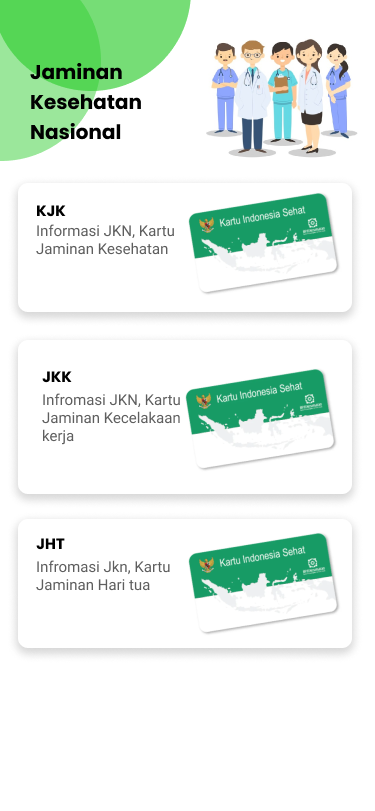 Jaminan
Kesehatan
Nasional
KJK
Informasi JKN, Kartu
Jaminan Kesehatan
Kartu Indonesia Sehat
JKK
Infromasi JKN, Kartu
Jaminan Kecelakaan
kerja
Kartu Indonesia Sehat
JHT
Infromasi Jkn, Kartu
Jaminan Hari tua
Kartu Indonesia Sehat